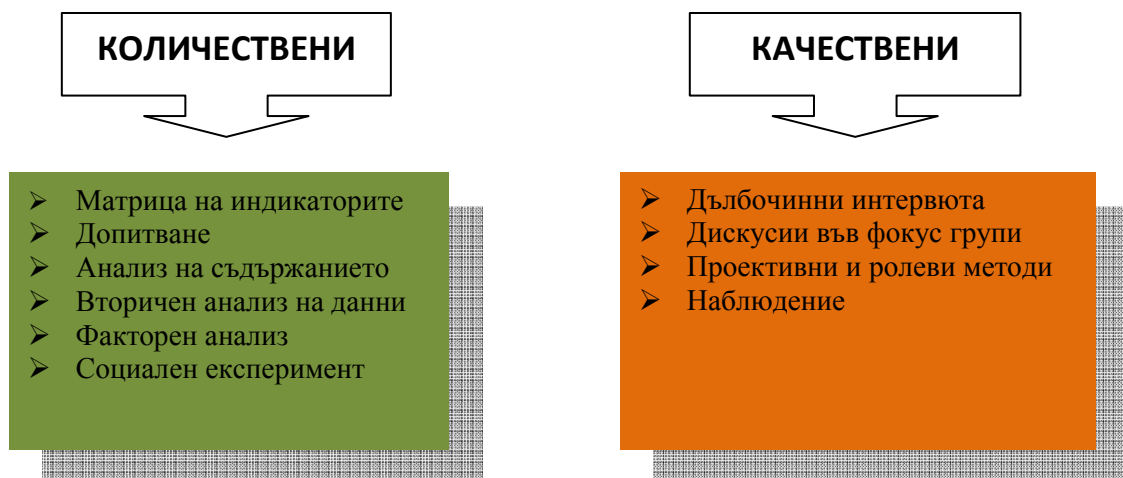 КОЛИЧЕСТВЕНИ
Матрица на индикаторите
Допитване
Анализ на съдържанието
Вторичен анализ на данни
Факторен анализ
Социален експеримент
КАЧЕСТВЕНИ
Дълбочинни интервюта
Дискусии във фокус групи
Проективни и ролеви методи
Наблюдение